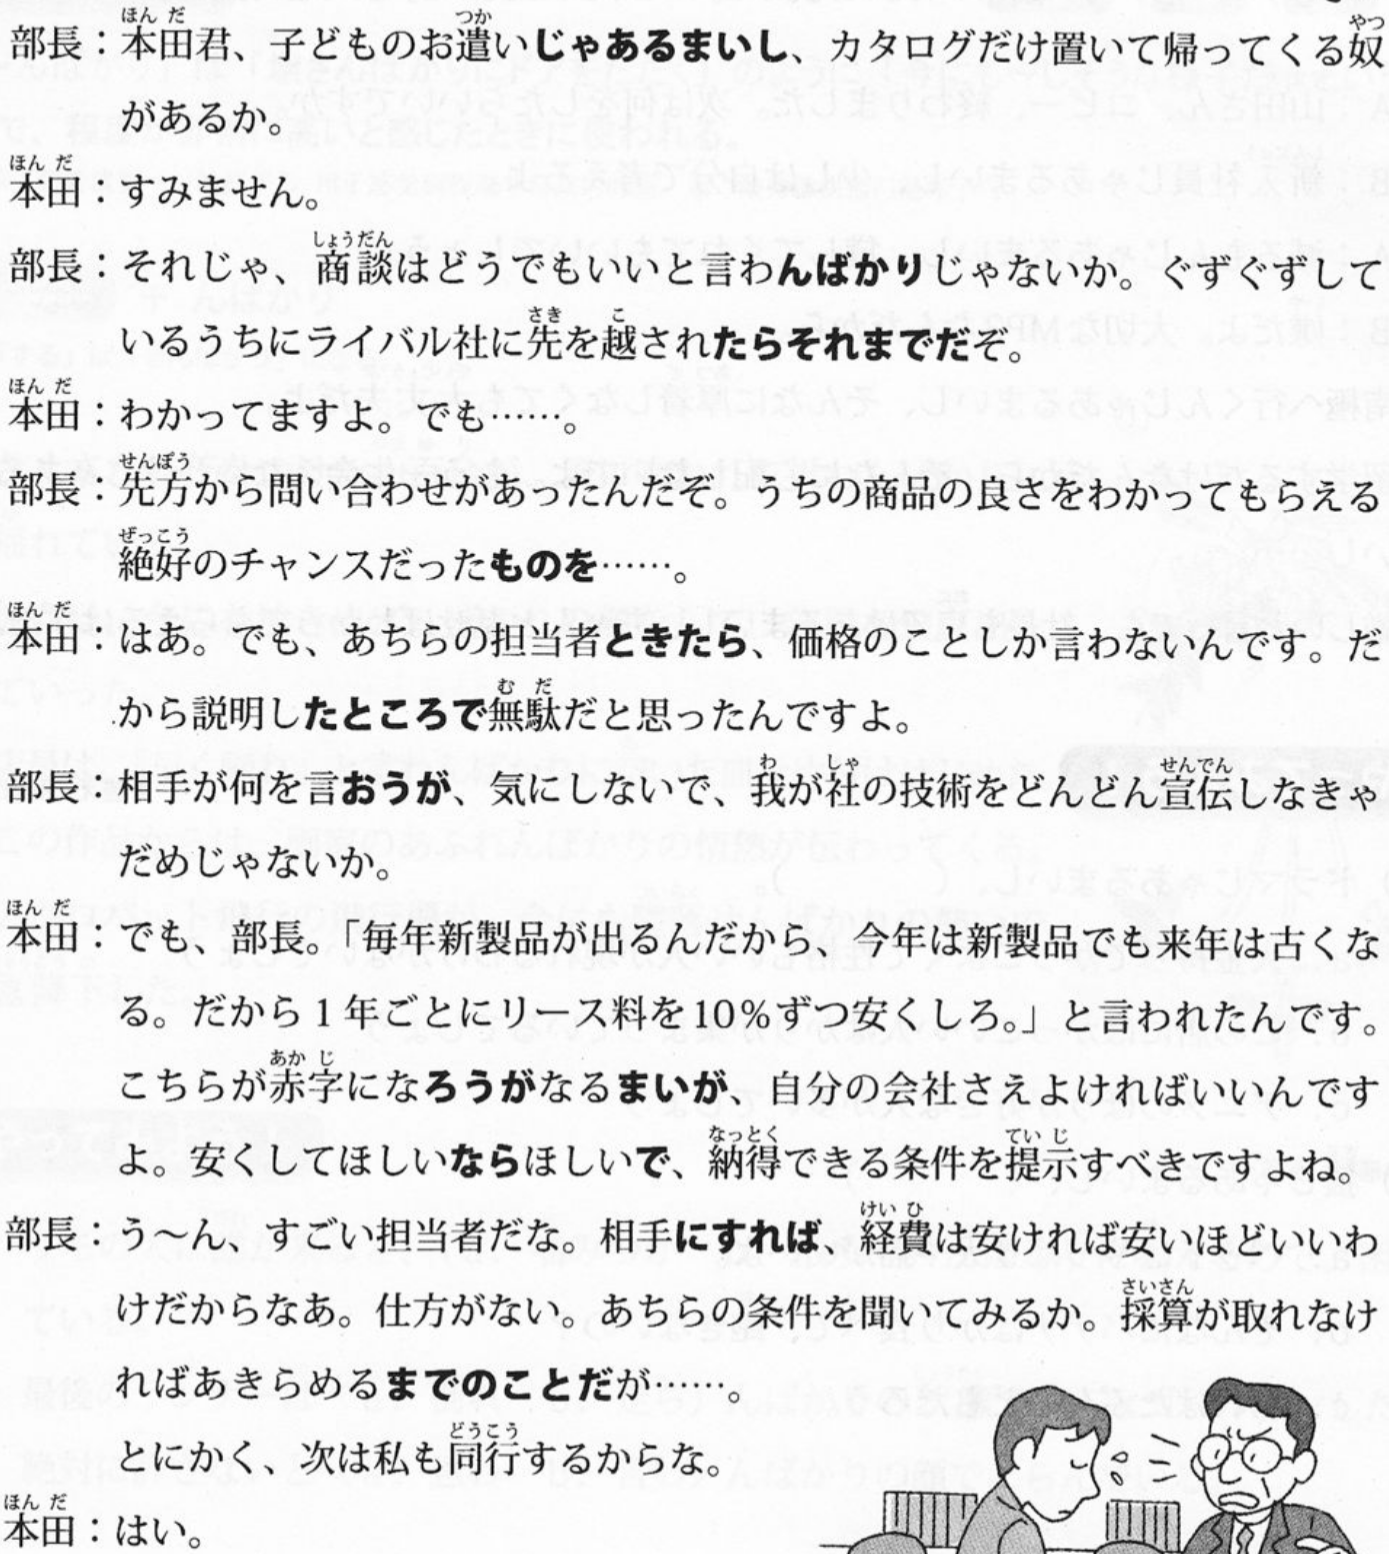 部長：本田君、子どものお遣いじゃあるまいし、カタログだけ置いて帰ってくる奴
があるか。
本田：すみません。
部長：それじゃ、商談はどうでもいいと言わんばかりじゃないか。ぐずぐずして
いるうちにライバル社に先を越されたらそれまでだぞ。
本田：わかってますよ。でも……。
部長：先方から問い合わせがあったんだぞ。うちの商品の良さをわかってもらえる
絶好のチャンスだったものを……。
本田：はあ。でも、あちらの担当者ときたら、価格のことしか言わないんです。だ
から説明したところで無駄だと思ったんですよ。
部長：相手が何を言おうが、気にしないで、我が社の技術をどんどん宣伝しなきゃ
だめじゃないか。
本田：でも、部長。「毎年新製品が出るんだから、今年は新製品でも来年は古くな
る。だから1年ごとにリース料を10%ずつ安くしろ。」と言われたんです。
こちらが赤字になろうがなるまいが、自分の会社さえよければいいんです
よ。安くしてほしいならほしいで、納得できる条件を提示すべきですよね。
部長：う〜ん、すごい担当者だな。相手にすれば、経費は安ければ安いほどいいわ
けだからなあ。仕方がない。あちらの条件を聞いてみるか。採算が取れなけ
ればあきらめるまでのことだが……。
とにかく、次は私も同行するからな。
本田：はい。